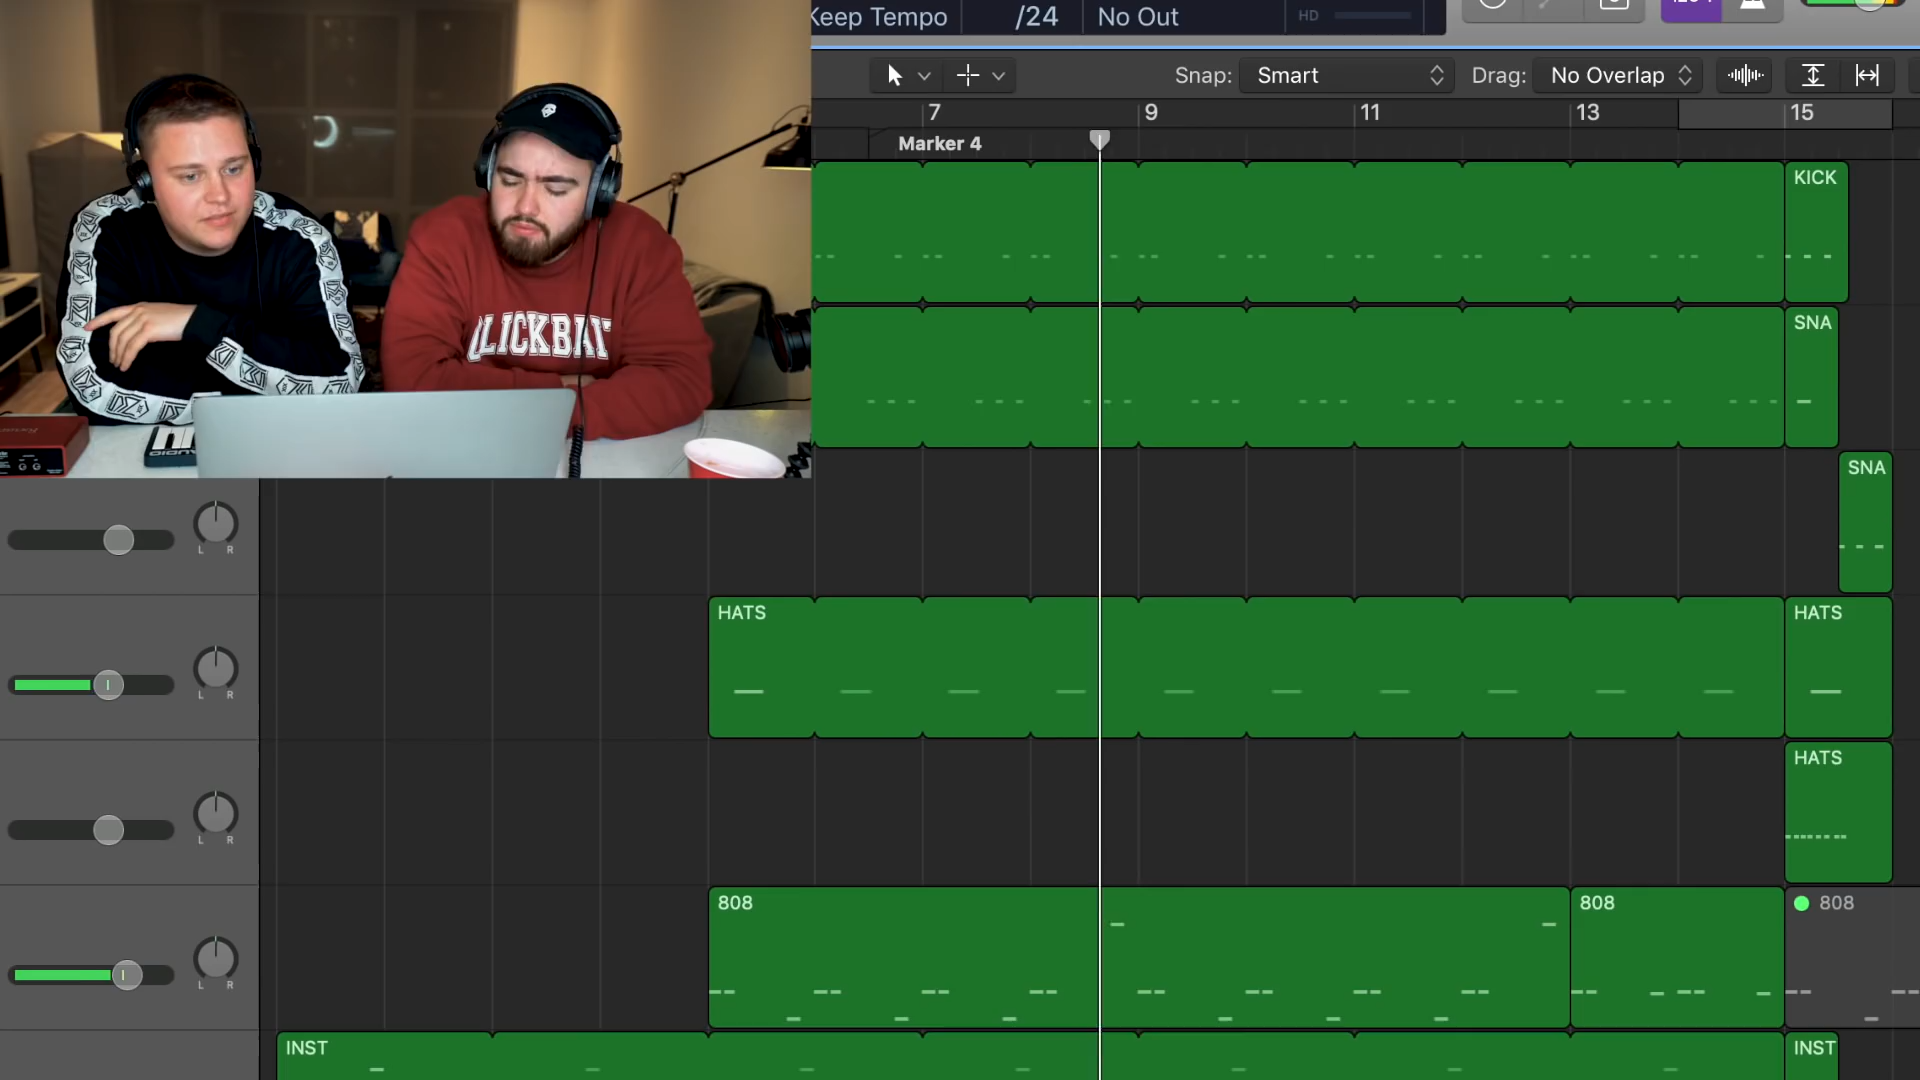 Keep Tempo
/24
No Out
HD
Snap: Smart
Drag: No Overlap
7
9
11
13
15
Marker 4
KICK
SNA
SNA
L R
HATS
HATS
L R
HATS
L R
808
808
808
L R
INST
INST
CLICKBAIT